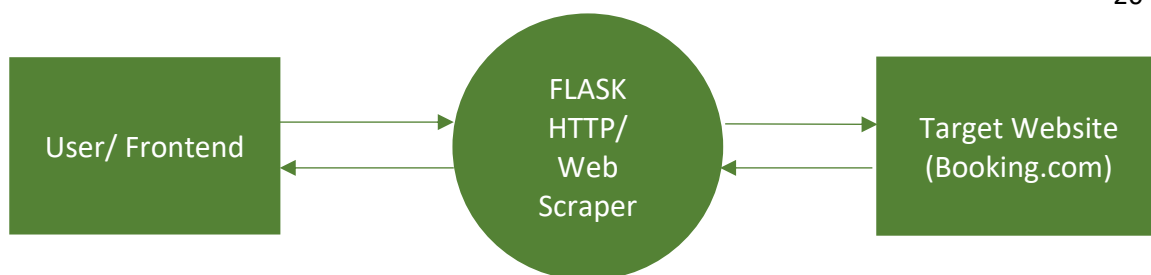 User/ Frontend
FLASK
HTTP/
Web
Scraper
Target Website
(Booking.com)